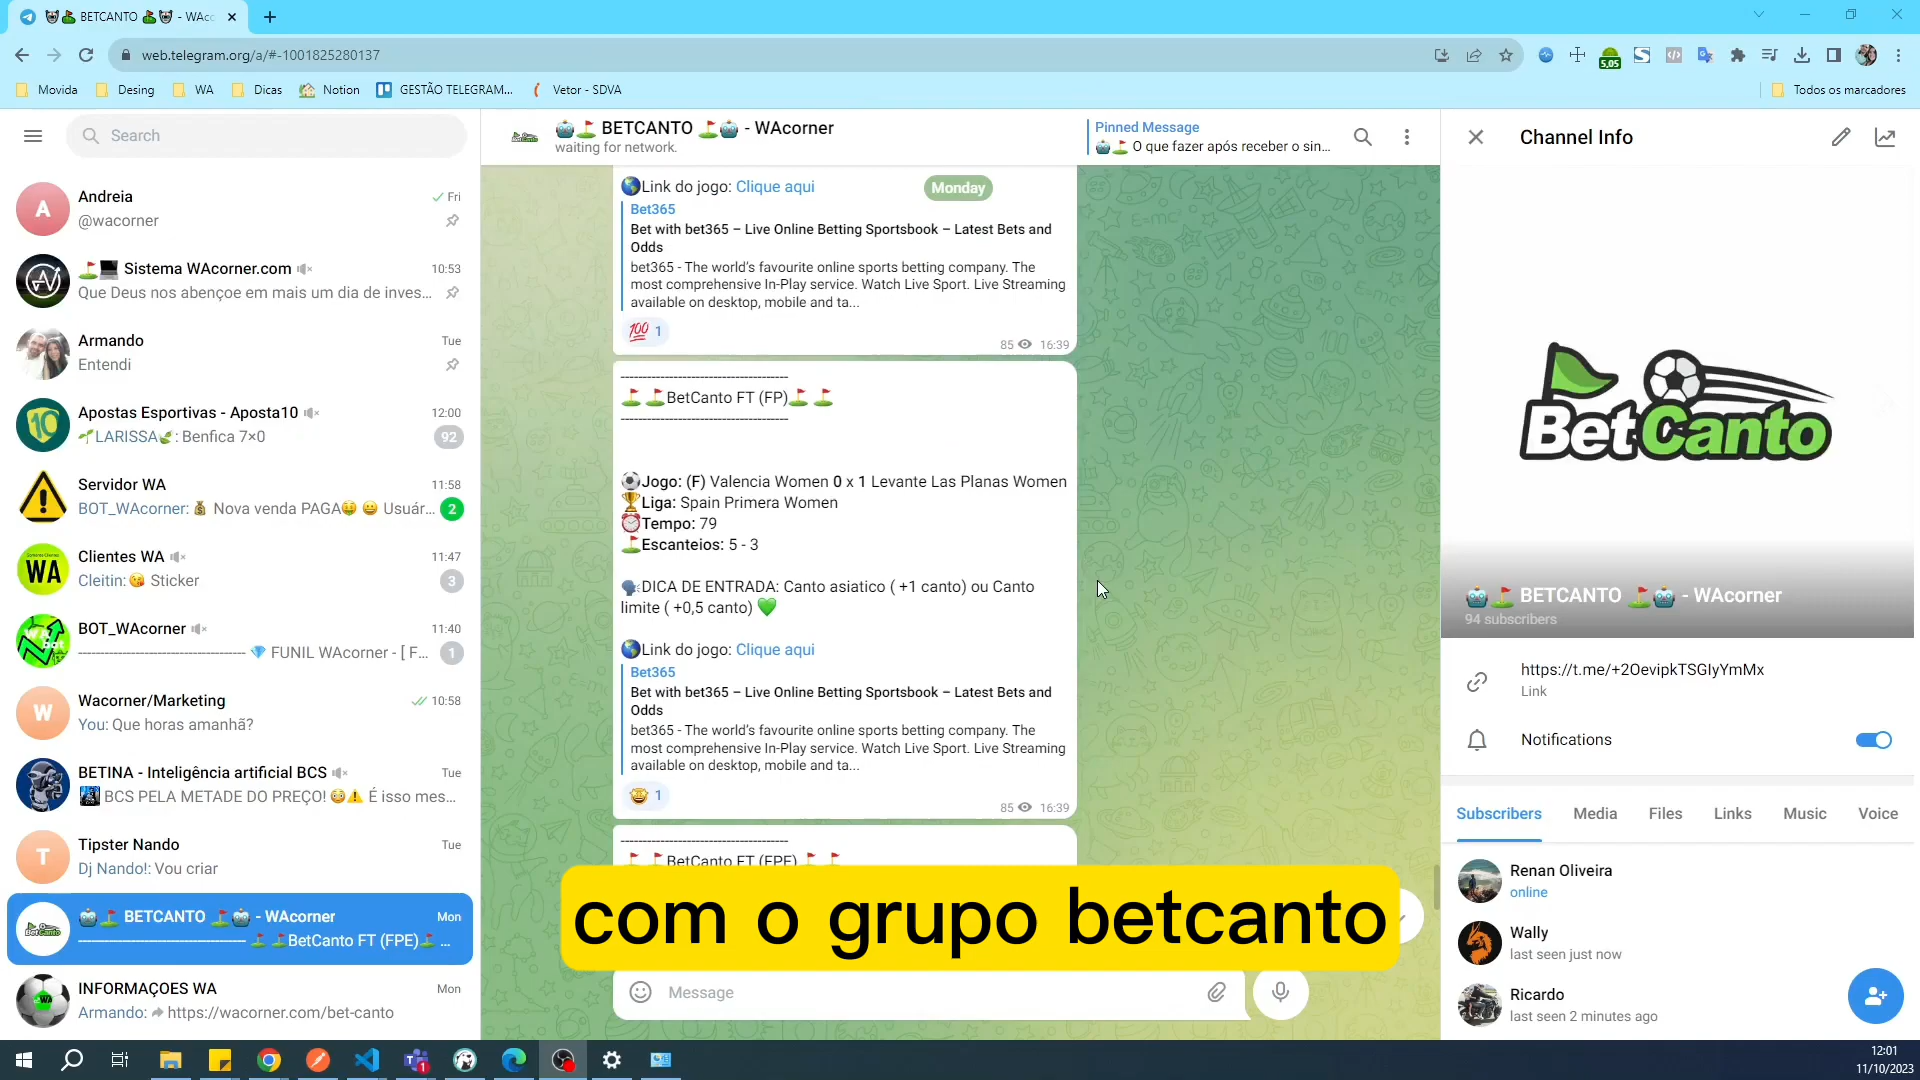 BETCANTO - WAcc
web.telegram.org/a/#-1001825280137
5,05
Movida
Desing
WA
Dicas
Notion
GESTÃO TELEGRAM...
Vetor - SDVA
Todos os marcadores
Search
A
Andreia
Fri
@wacorner
Sistema WAcorner.com
10:53
Que Deus nos abençoe em mais um dia de inves...
Armando
Tue
Entendi
10
Apostas Esportivas - Aposta10
12:00
LARISSA: Benfica 7×0
92
Servidor WA
11:58
BOT_WAcorner: Nova venda PAGA Usuár...
2
WA
Clientes WA
11:47
Cleitin: Sticker
3
BOT_WAcorner
11:40
--------------------------------------- FUNIL WAcorner - [ F...
1
W
Wacorner/Marketing
10:58
You: Que horas amanhã?
BETINA - Inteligência artificial BCS
Tue
BCS PELA METADE DO PREÇO! É isso mes...
T
Tipster Nando
Tue
Dj Nando!: Vou criar
BetCanto
BETCANTO - WAcorner
Mon
--------------------------------------- BetCanto FT (FPE) ...
INFORMAÇOES WA
Mon
Armando: https://wacorner.com/bet-canto
BetCanto
BETCANTO - WAcorner
waiting for network.
Pinned Message
O que fazer após receber o sin...
Monday
Link do jogo: Clique aqui
Bet365
Bet with bet365 – Live Online Betting Sportsbook – Latest Bets and
Odds
bet365 - The world's favourite online sports betting company. The
most comprehensive In-Play service. Watch Live Sport. Live Streaming
available on desktop, mobile and ta...
100 1
85 16:39
---------------------------------------
BetCanto FT (FP)
---------------------------------------
Jogo: (F) Valencia Women 0 x 1 Levante Las Planas Women
Liga: Spain Primera Women
Tempo: 79
Escanteios: 5 - 3
DICA DE ENTRADA: Canto asiatico ( +1 canto) ou Canto
limite ( +0,5 canto)
Link do jogo: Clique aqui
Bet365
Bet with bet365 – Live Online Betting Sportsbook – Latest Bets and
Odds
bet365 - The world's favourite online sports betting company. The
most comprehensive In-Play service. Watch Live Sport. Live Streaming
available on desktop, mobile and ta...
1
85 16:39
---------------------------------------
BetCanto FT (FPE)
com o grupo betcanto
Message
Channel Info
BetCanto
BETCANTO - WAcorner
94 subscribers
https://t.me/+2OevipkTSGIyYmMx
Link
Notifications
Subscribers
Media
Files
Links
Music
Voice
Renan Oliveira
online
Wally
last seen just now
Ricardo
last seen 2 minutes ago
1
12:01
11/10/2023